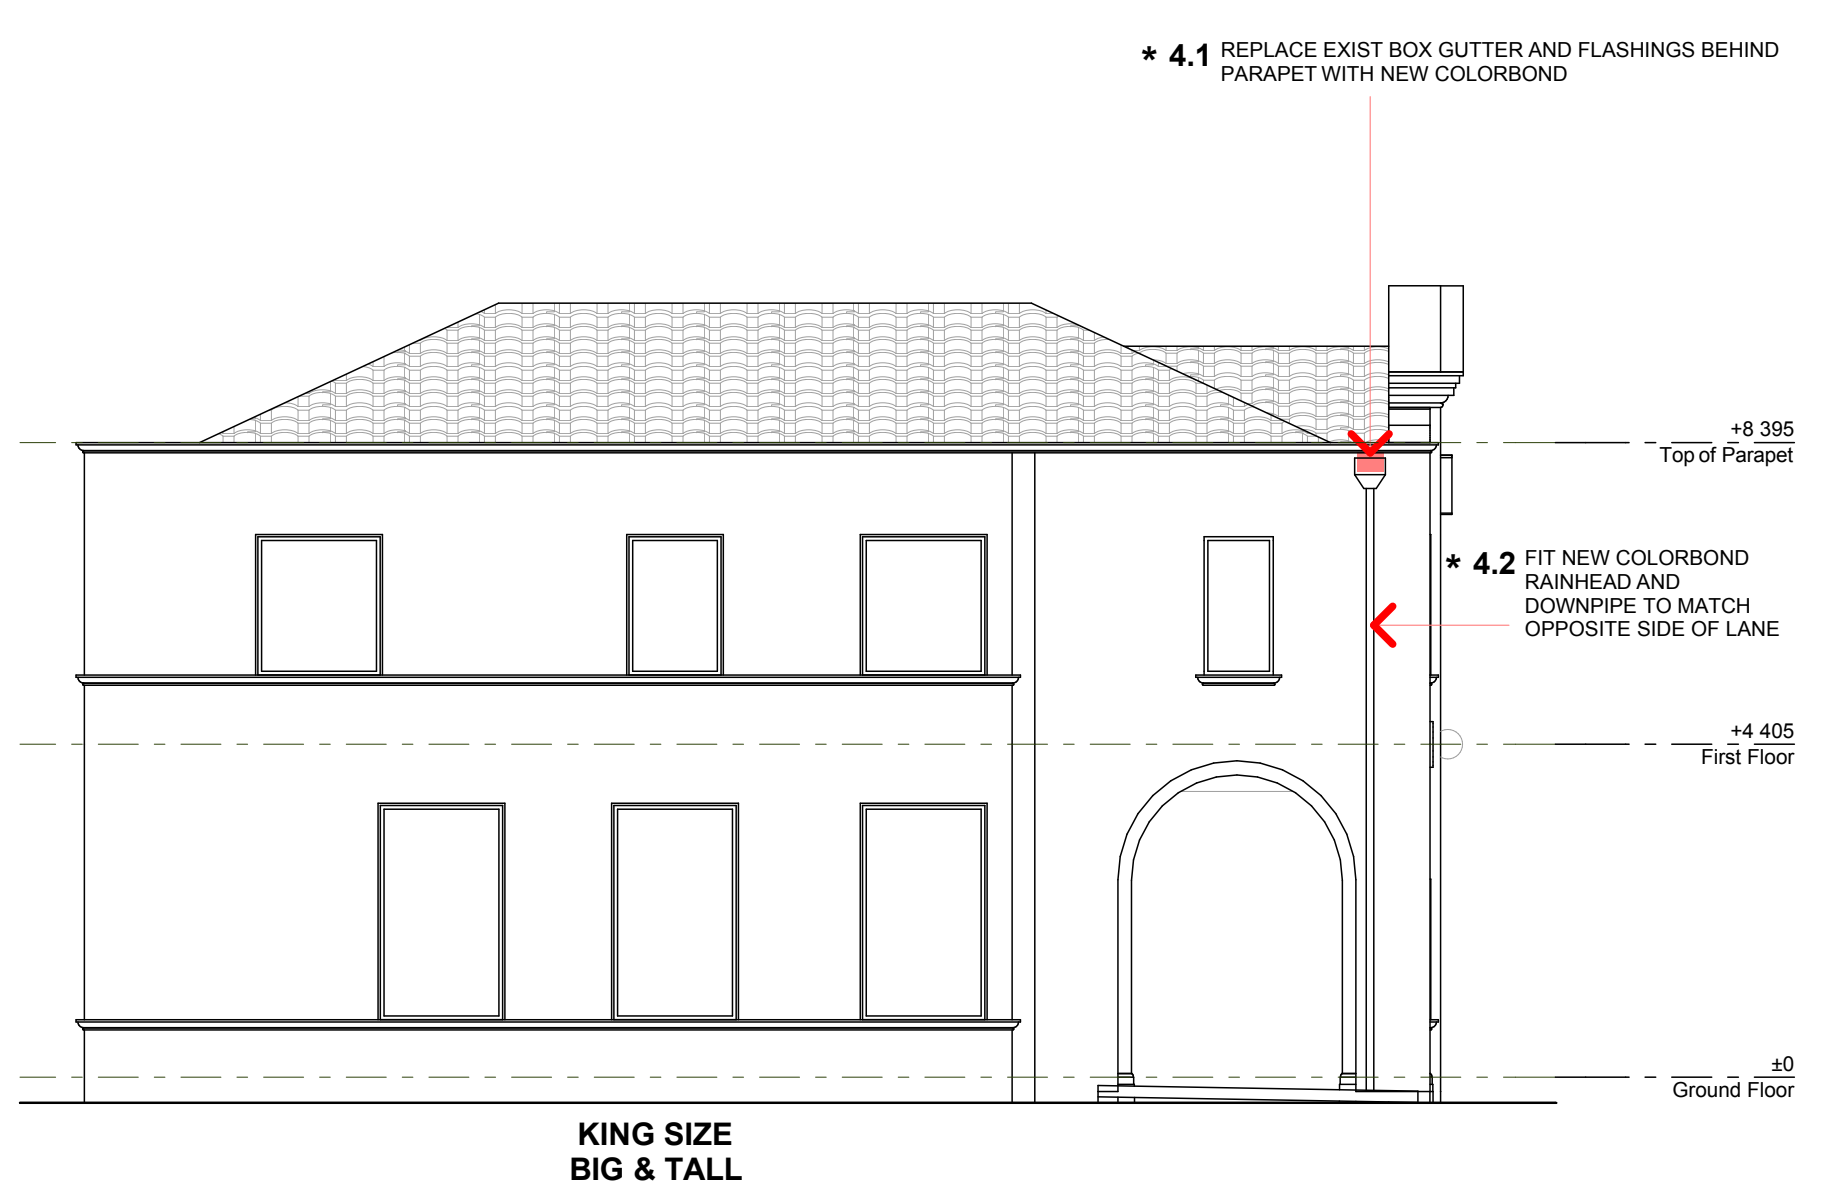 * 4.1 REPLACE EXIST BOX GUTTER AND FLASHINGS BEHIND
PARAPET WITH NEW COLORBOND
+8 395
Top of Parapet
* 4.2 FIT NEW COLORBOND
RAINHEAD AND
DOWNPIPE TO MATCH
OPPOSITE SIDE OF LANE
+4 405
First Floor
±0
Ground Floor
KING SIZE
BIG & TALL